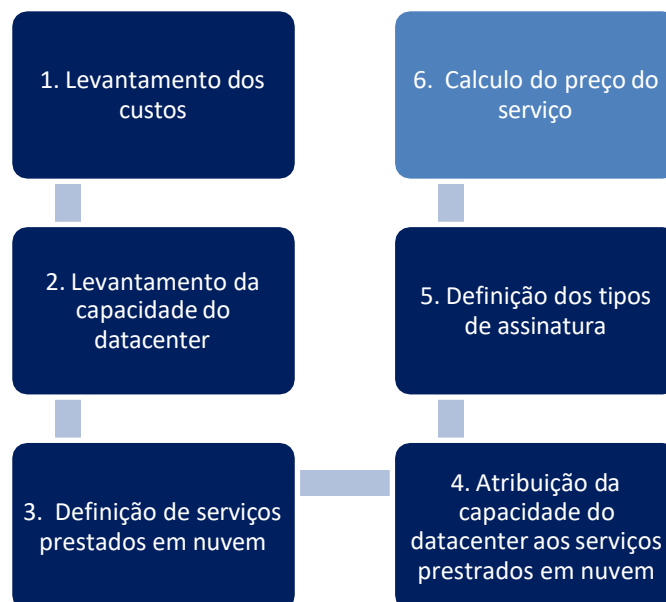 1. Levantamento dos
custos
2. Levantamento da
capacidade do
datacenter
3.  Definição de serviços
prestados em nuvem
4. Atribuição da
capacidade do
datacenter aos serviços
prestrados em nuvem
5. Definição dos tipos
de assinatura
6.  Calculo do preço do
serviço